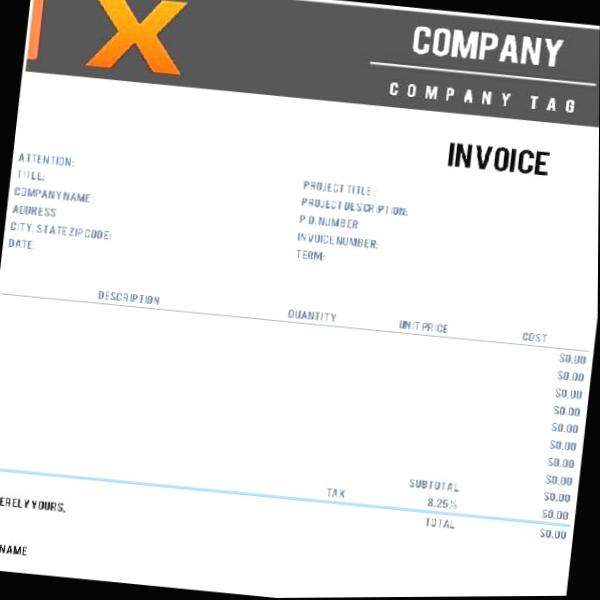 X
COMPANY
COMPANY TAG
INVOICE
ATTENTION:
TITLE:
COMPANY NAME:
ADDRESS
CITY, STATE ZIP CODE:
DATE:
PROJECT TITLE:
PROJECT DESCRIPTION:
P.O. NUMBER
INVOICE NUMBER:
TERM:
DESCRIPTION QUANTITY UNIT PRICE COST
$0.00
$0.00
$0.00
$0.00
$0.00
$0.00
$0.00
SUBTOTAL $0.00
TAX 8.25% $0.00
$0.00
TOTAL $0.00
ERELY YOURS,
NAME